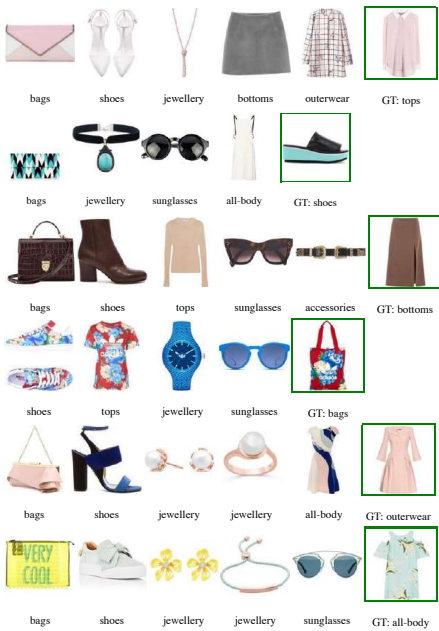 bags shoes jewellery bottoms outerwear GT: tops
bags jewellery sunglasses all-body GT: shoes
bags shoes tops sunglasses accessories GT: bottoms
adidas
adidas
shoes tops jewellery sunglasses GT: bags
bags shoes jewellery jewellery all-body GT: outerwear
VERY
COOL
bags shoes jewellery jewellery sunglasses GT: all-body